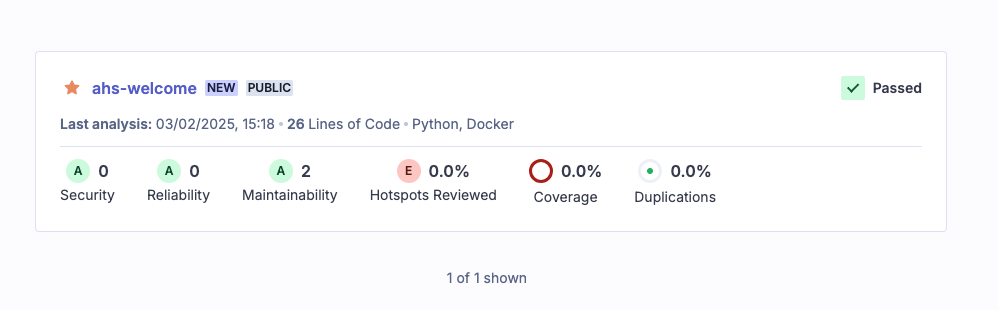 ahs-welcome NEW PUBLIC Passed
Last analysis: 03/02/2025, 15:18 • 26 Lines of Code • Python, Docker
A 0 A 0 A 2 E 0.0% 0.0% 0.0%
Security Reliability Maintainability Hotspots Reviewed Coverage Duplications
1 of 1 shown